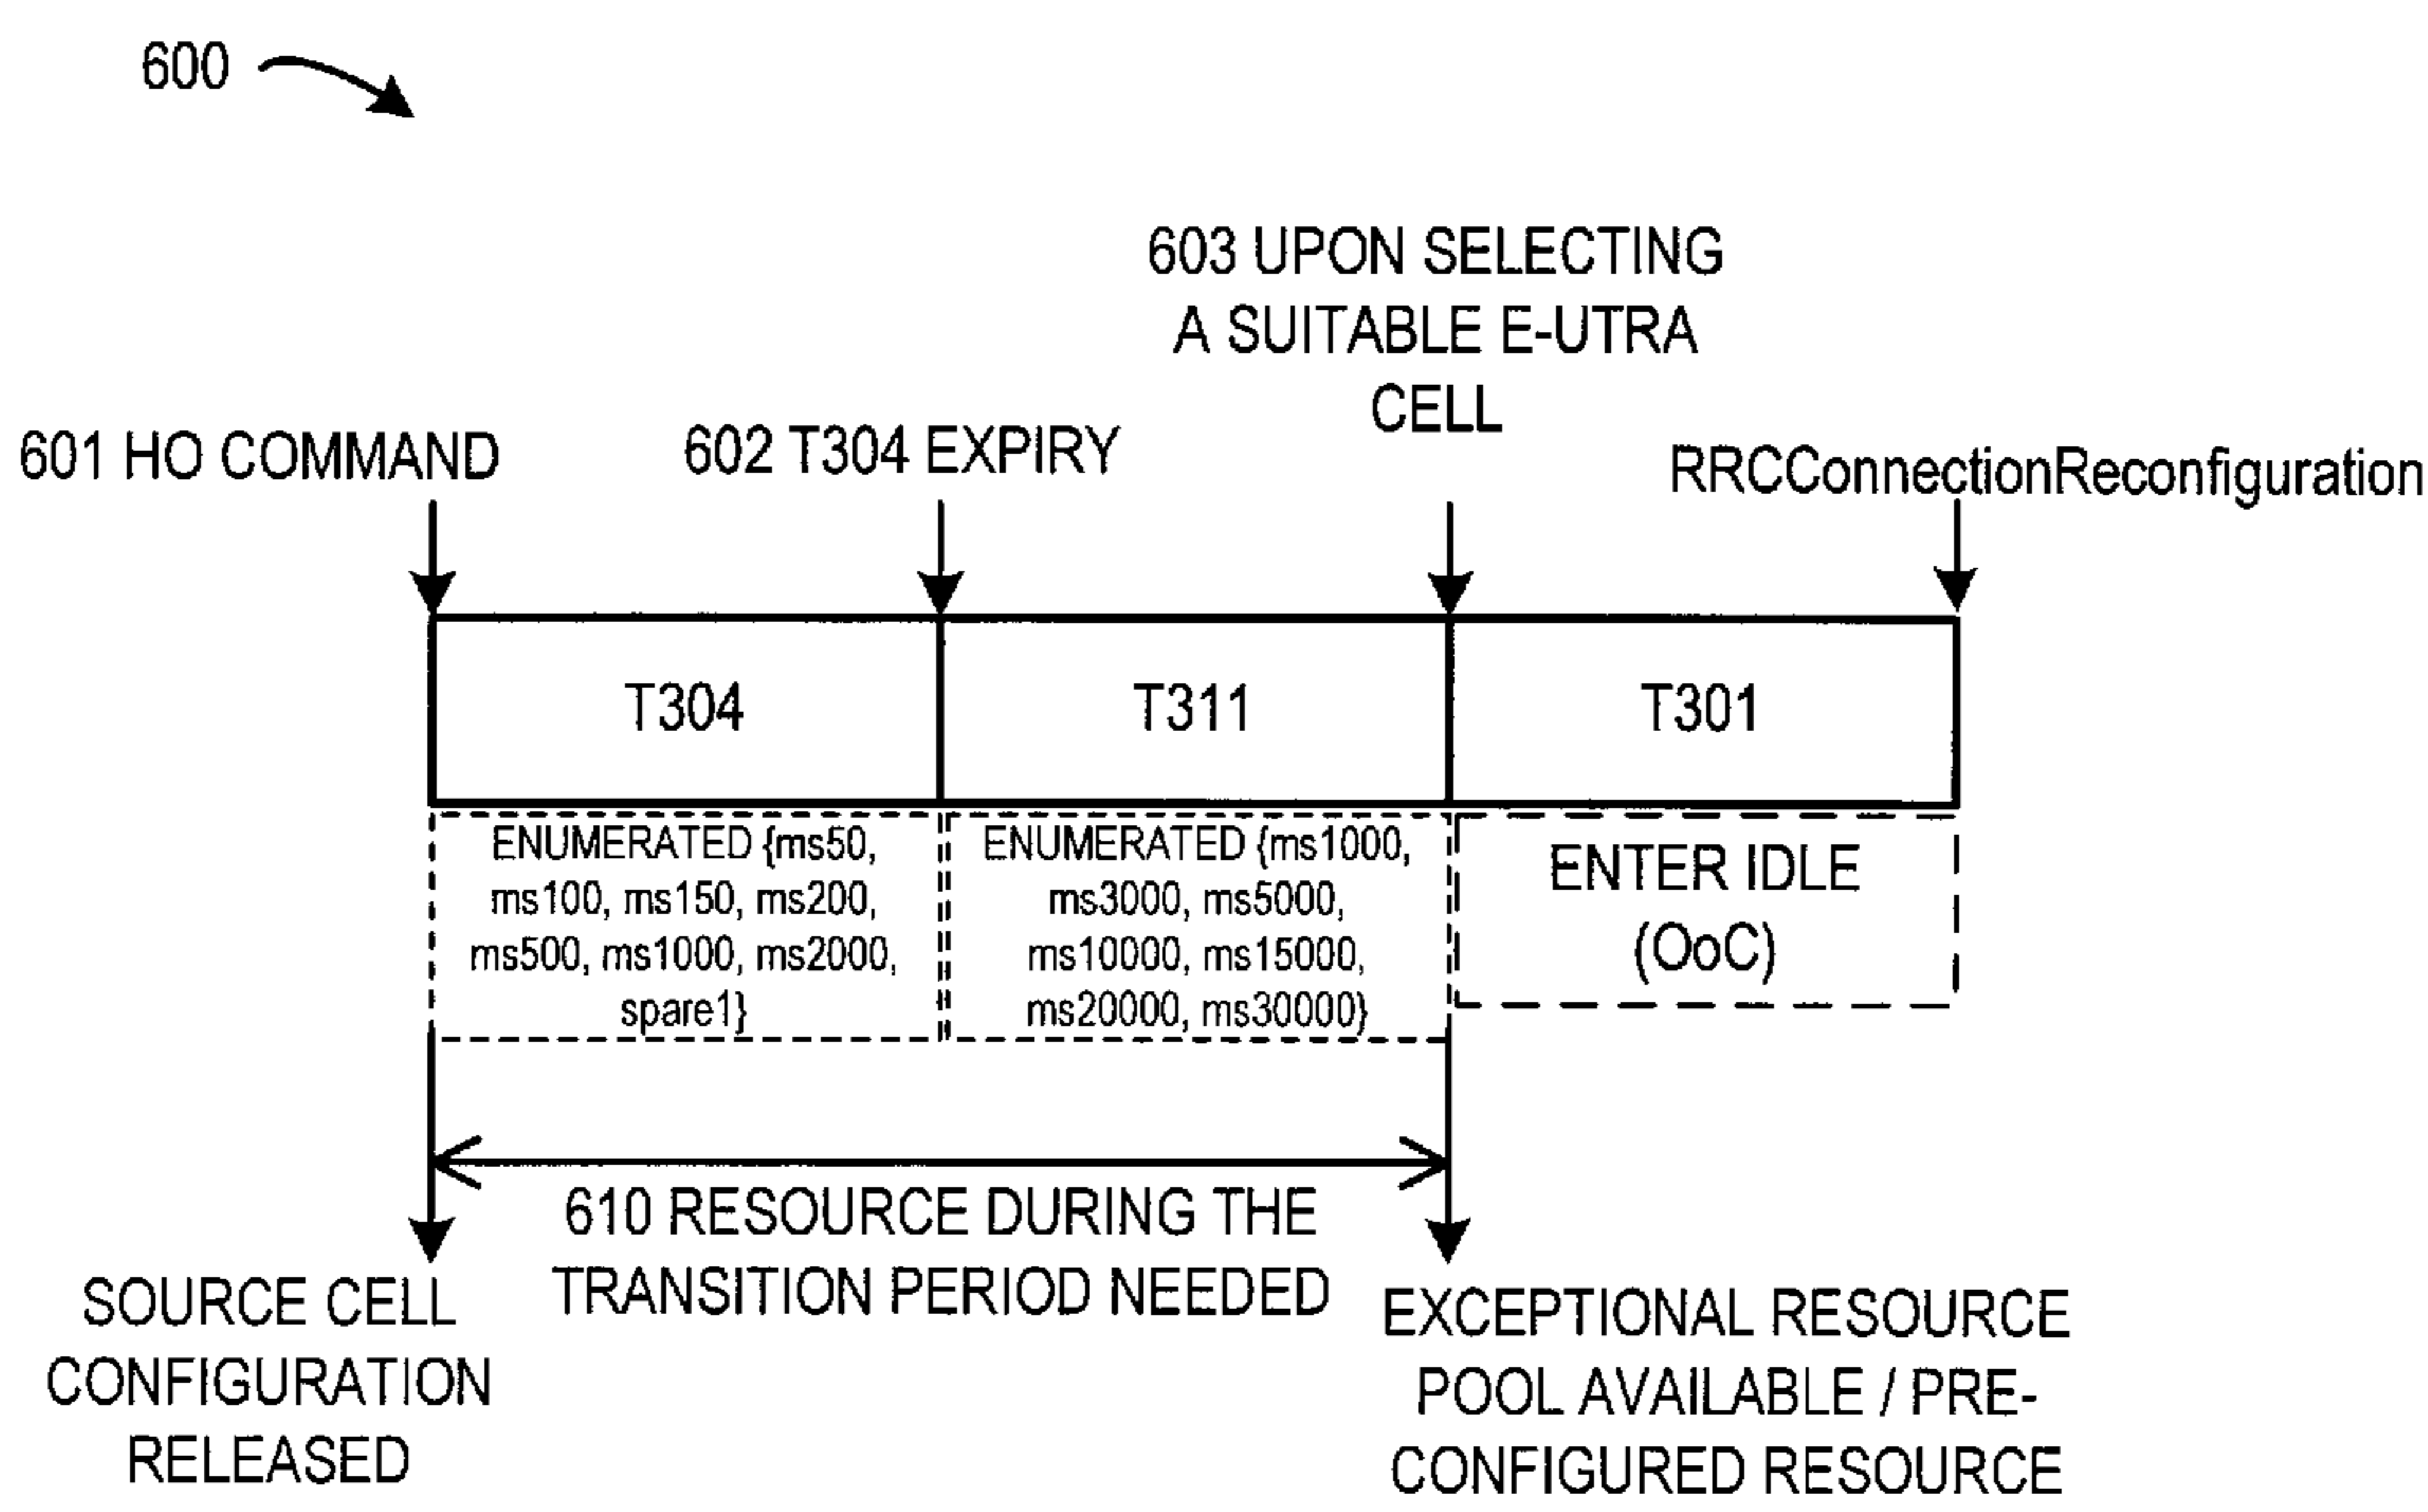 600
603 UPON SELECTING
A SUITABLE E-UTRA
CELL
601 HO COMMAND
602 T304 EXPIRY
RRCConnectionReconfiguration
T304
T311
T301
ENUMERATED {ms50,
ms100, ms150, ms200,
ms500, ms1000, ms2000,
spare1}
ENUMERATED {ms1000,
ms3000, ms5000,
ms10000, ms15000,
ms20000, ms30000}
ENTER IDLE
(OoC)
610 RESOURCE DURING THE
TRANSITION PERIOD NEEDED
SOURCE CELL
CONFIGURATION
RELEASED
EXCEPTIONAL RESOURCE
POOL AVAILABLE / PRE-
CONFIGURED RESOURCE